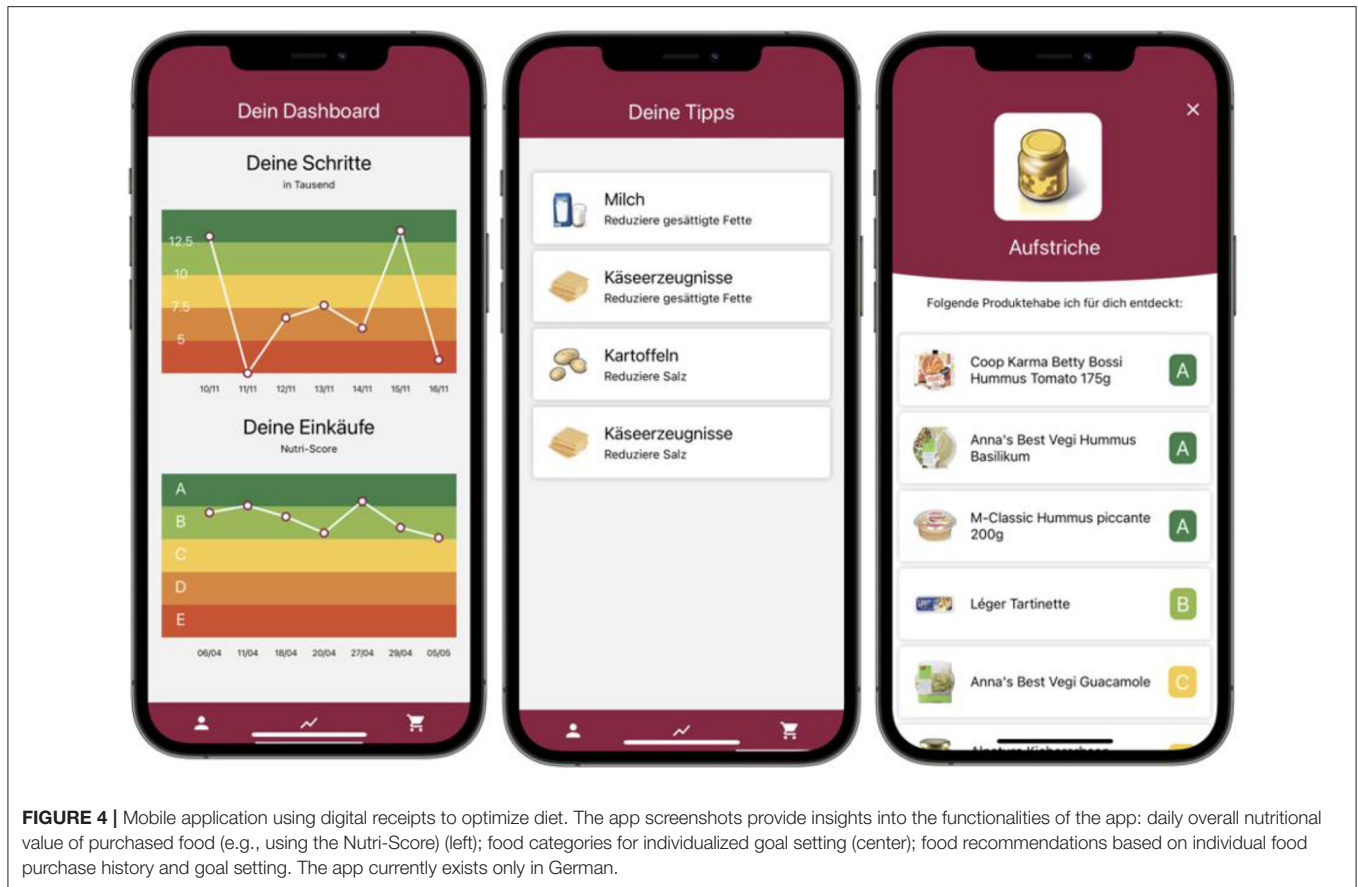 Dein Dashboard
Deine Schritte
in Tausend
12.5
10
7.5
5
10/11 11/11 12/11 13/11 14/11 15/11 16/11
Deine Einkäufe
Nutri-Score
A
B
C
D
E
06/04 11/04 18/04 20/04 27/04 29/04 05/05
Deine Tipps
Milch
Reduziere gesättigte Fette
Käseerzeugnisse
Reduziere gesättigte Fette
Kartoffeln
Reduziere Salz
Käseerzeugnisse
Reduziere Salz
×
Aufstriche
Folgende Produktehabe ich für dich entdeckt:
Coop Karma Betty Bossi
Hummus Tomato 175g
A
Anna's Best Vegi Hummus
Basilikum
A
M-Classic Hummus piccante
200g
A
Léger Tartinette
B
Anna's Best Vegi Guacamole
C
FIGURE 4 | Mobile application using digital receipts to optimize diet. The app screenshots provide insights into the functionalities of the app: daily overall nutritional
value of purchased food (e.g., using the Nutri-Score) (left); food categories for individualized goal setting (center); food recommendations based on individual food
purchase history and goal setting. The app currently exists only in German.